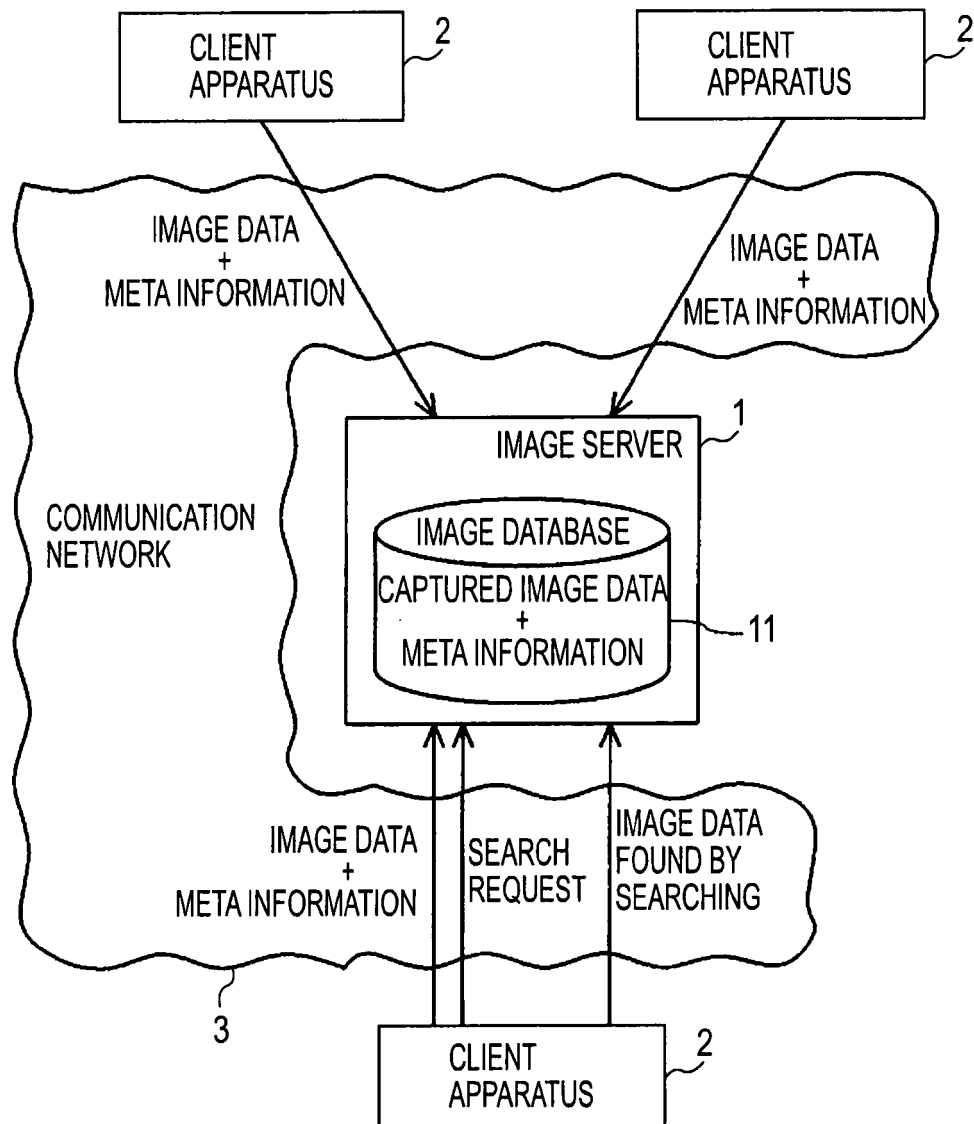 CLIENT
APPARATUS
2
CLIENT
APPARATUS
2
IMAGE DATA
+
META INFORMATION
IMAGE DATA
+
META INFORMATION
1
IMAGE SERVER
COMMUNICATION
NETWORK
IMAGE DATABASE
CAPTURED IMAGE DATA
+
META INFORMATION
11
IMAGE DATA
+
META INFORMATION
SEARCH
REQUEST
IMAGE DATA
FOUND BY
SEARCHING
3
CLIENT
APPARATUS
2